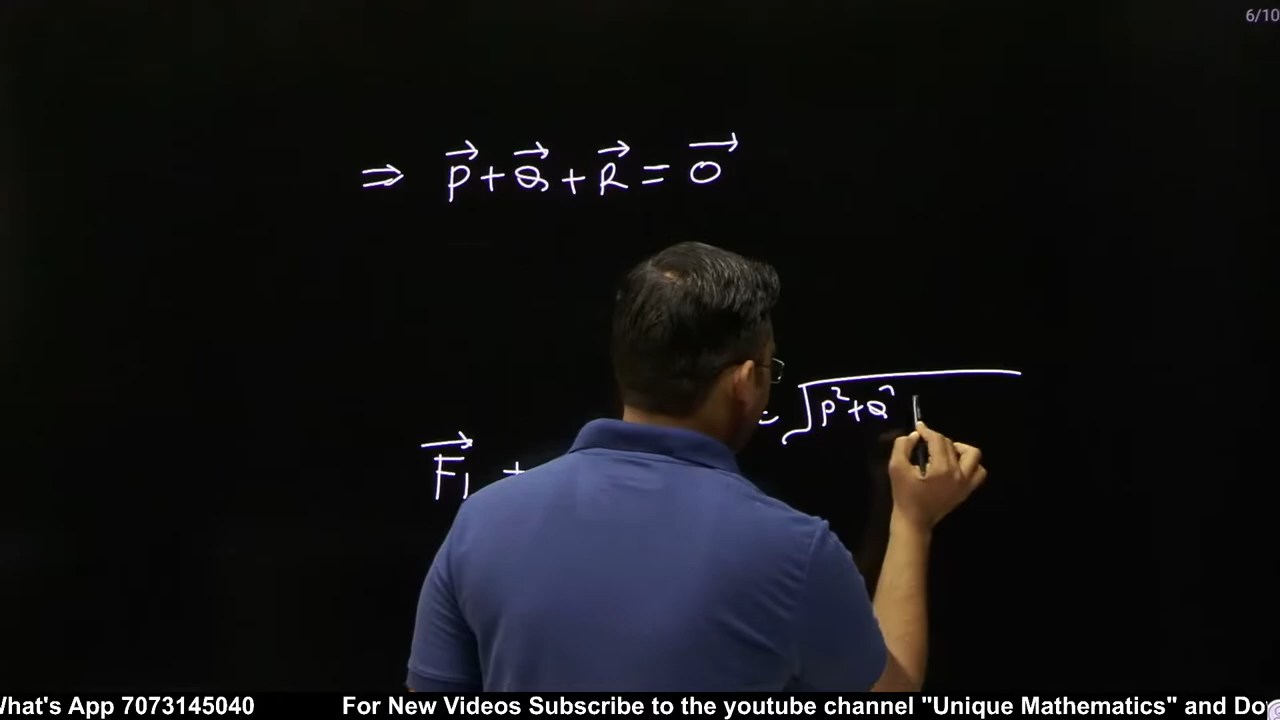 6/10
⇒ P⃗ + Q⃗ + R⃗ = 0⃗
= √P²+Q²
F⃗₁ +
What's App 7073145040 For New Videos Subscribe to the youtube channel "Unique Mathematics" and Do